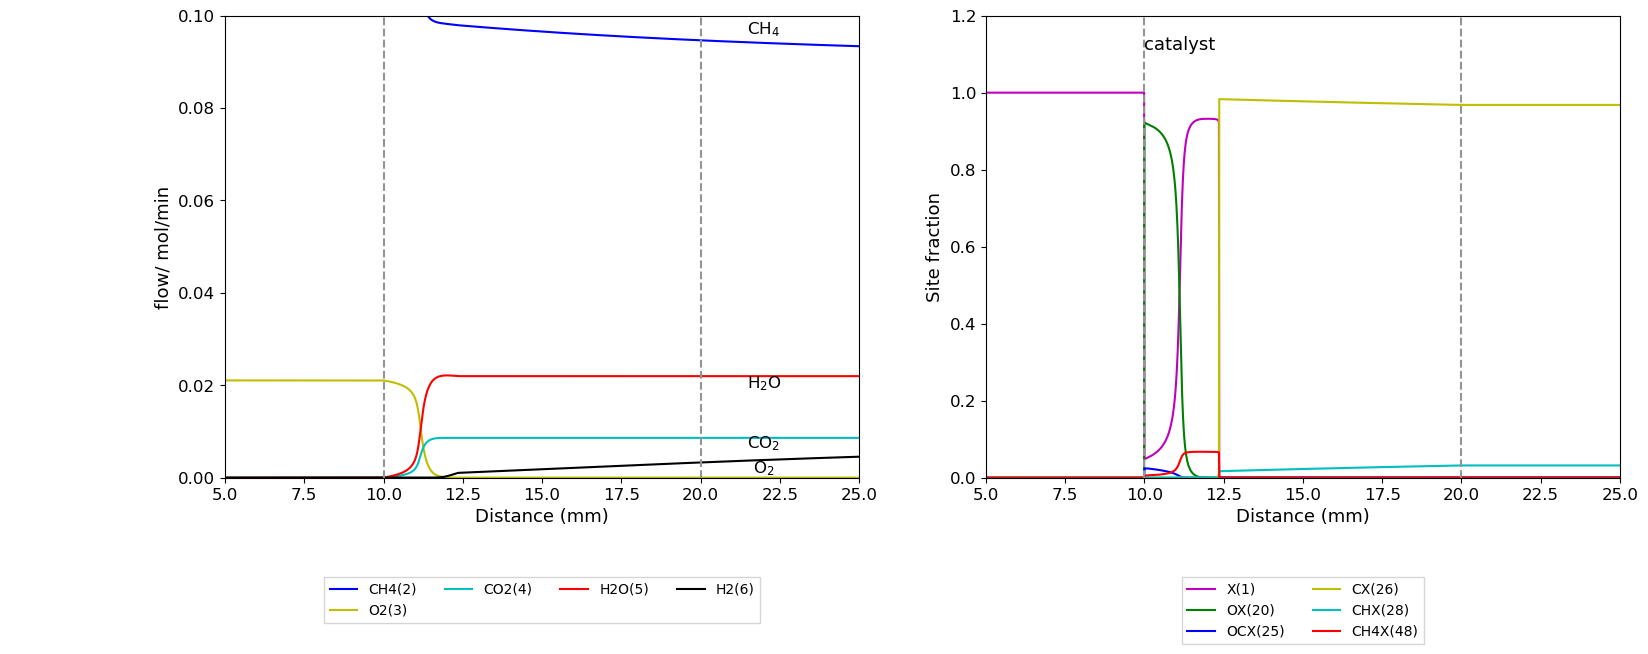 0.10
0.08
0.06
0.04
0.02
0.00
flow/ mol/min
CH₄
H₂O
CO₂
O₂
5.0 7.5 10.0 12.5 15.0 17.5 20.0 22.5 25.0
Distance (mm)
CH4(2) CO2(4) H2O(5) H2(6)
O2(3)
1.2
1.0
0.8
0.6
0.4
0.2
0.0
Site fraction
catalyst
5.0 7.5 10.0 12.5 15.0 17.5 20.0 22.5 25.0
Distance (mm)
X(1) CX(26)
OX(20) CHX(28)
OCX(25) CH4X(48)